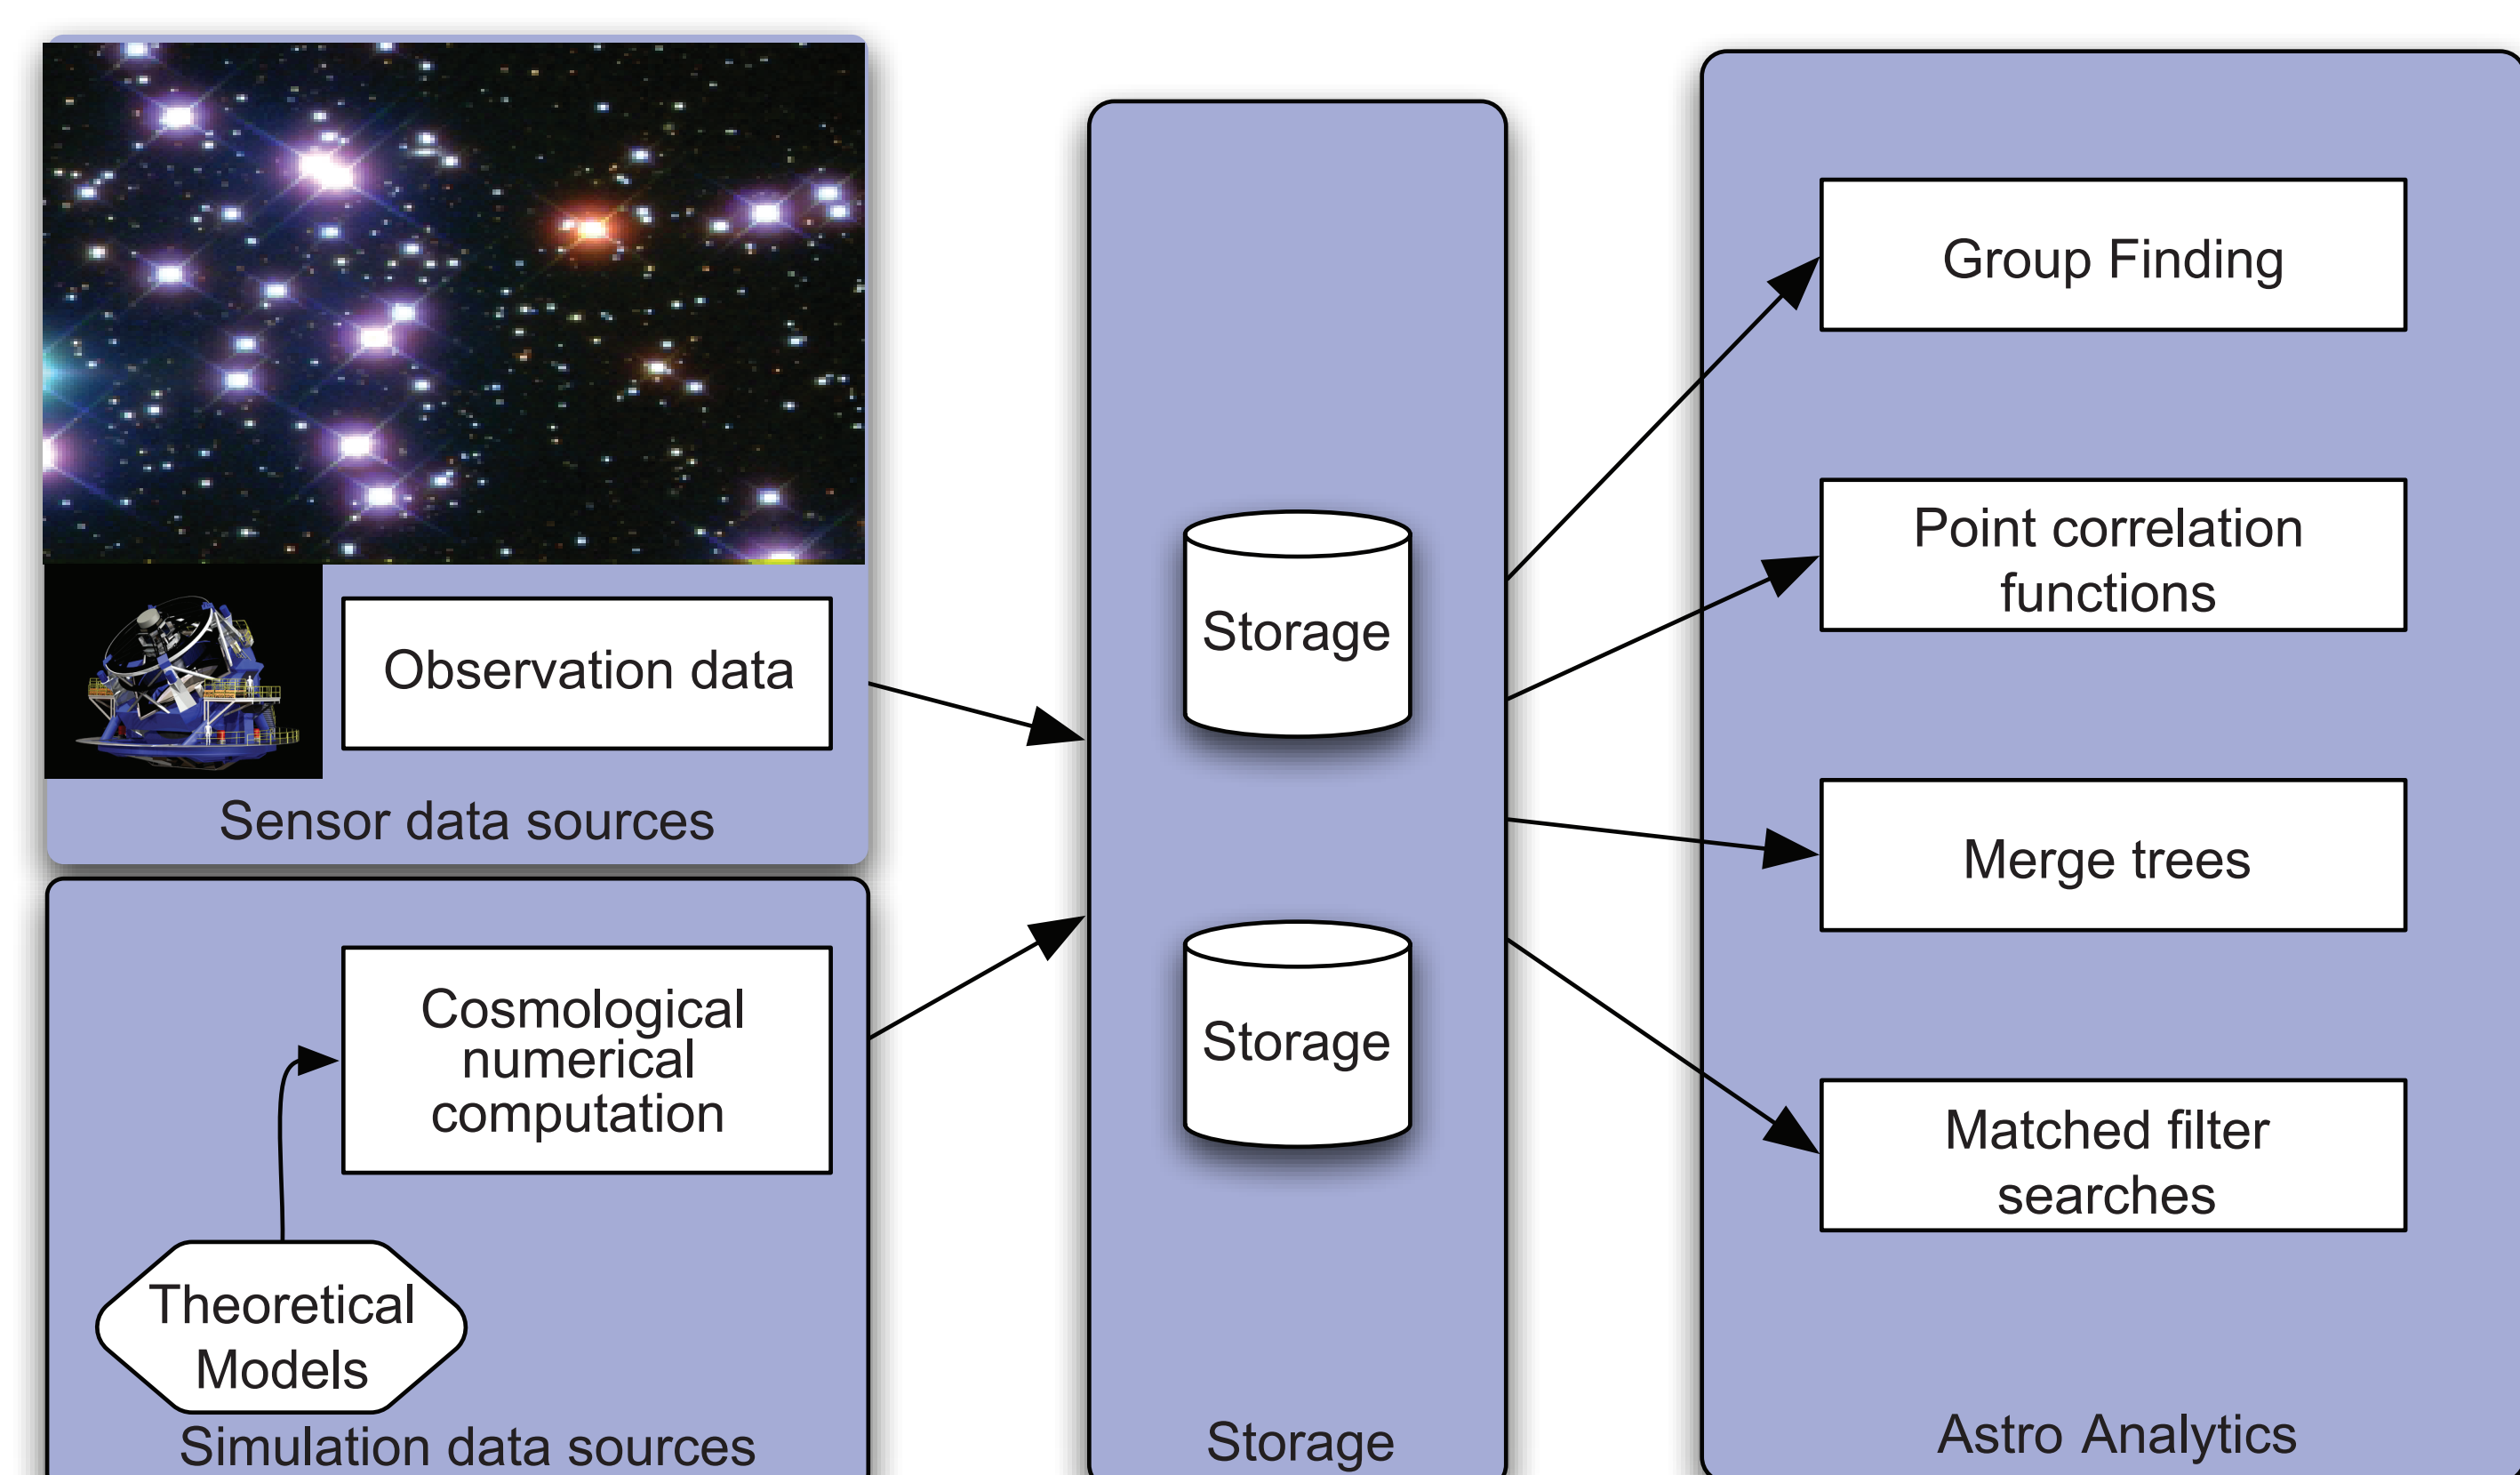 Observation data
Sensor data sources
Cosmological
numerical
computation
Theoretical
Models
Simulation data sources
Storage
Storage
Storage
Group Finding
Point correlation
functions
Merge trees
Matched filter
searches
Astro Analytics